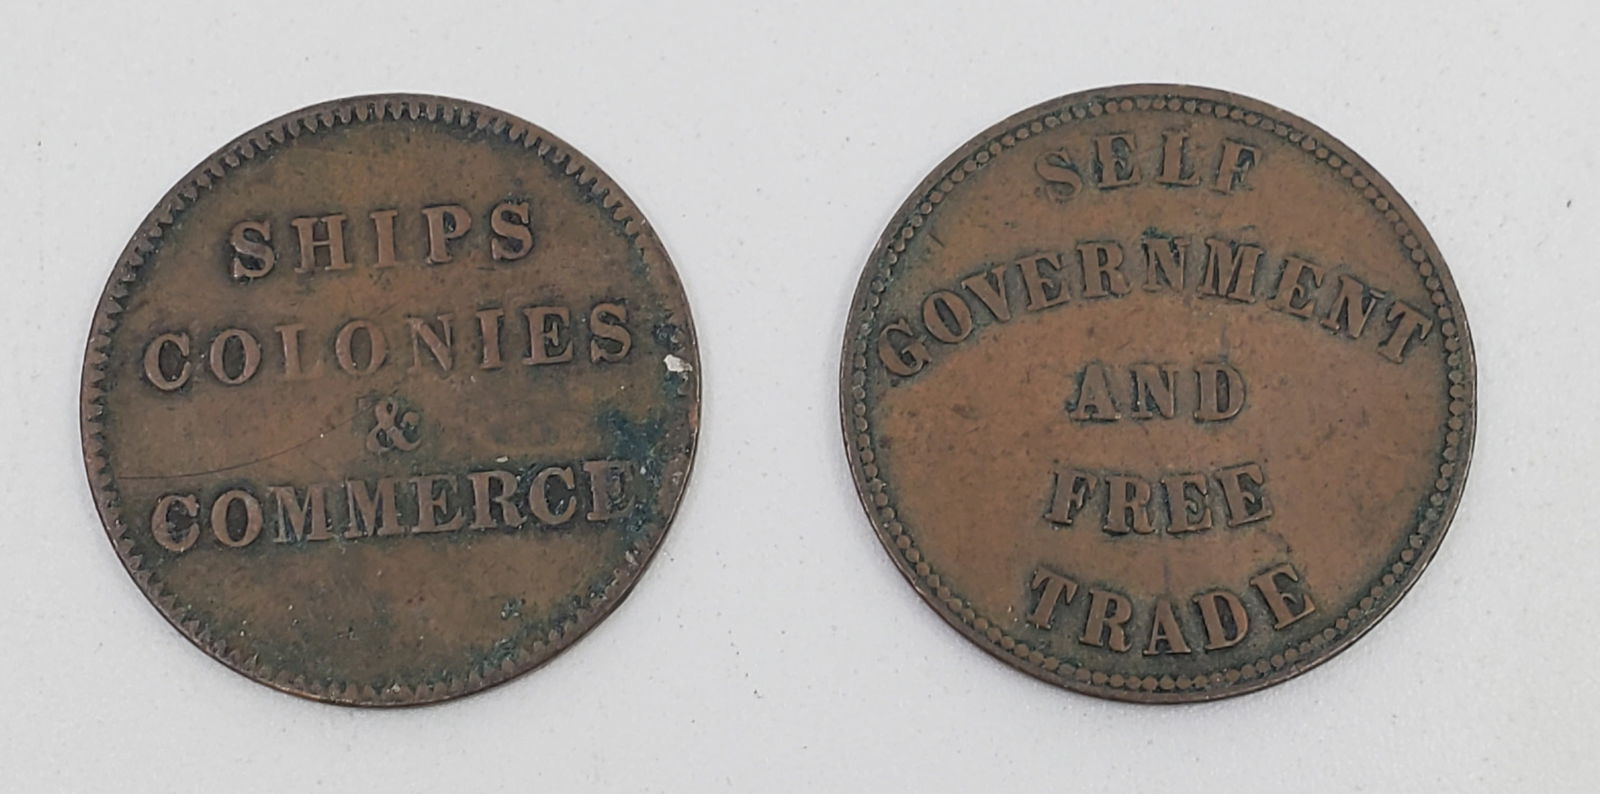 SHIPS
COLONIES
&
COMMERCE
SELF
GOVERNMENT
AND
FREE
TRADE